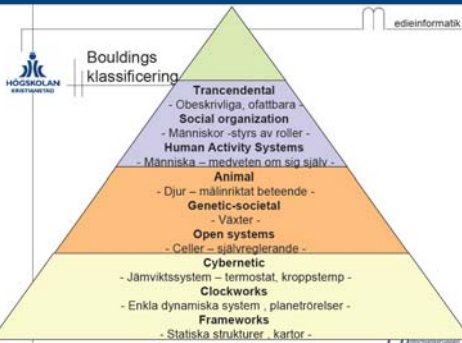 edieinformatik
HÖGSKOLAN
KRISTIANSTAD
Bouldings
klassificering
Trancendental
- Obeskrivliga, ofattbara -
Social organization
- Människor -styrs av roller -
Human Activity Systems
- Människa – medveten om sig själv -
Animal
- Djur – målinriktat beteende -
Genetic-societal
- Växter -
Open systems
- Celler – självreglerande -
Cybernetic
- Jämviktssystem – termostat, kroppstemp -
Clockworks
- Enkla dynamiska system , planetrörelser -
Frameworks
- Statiska strukturer , kartor -